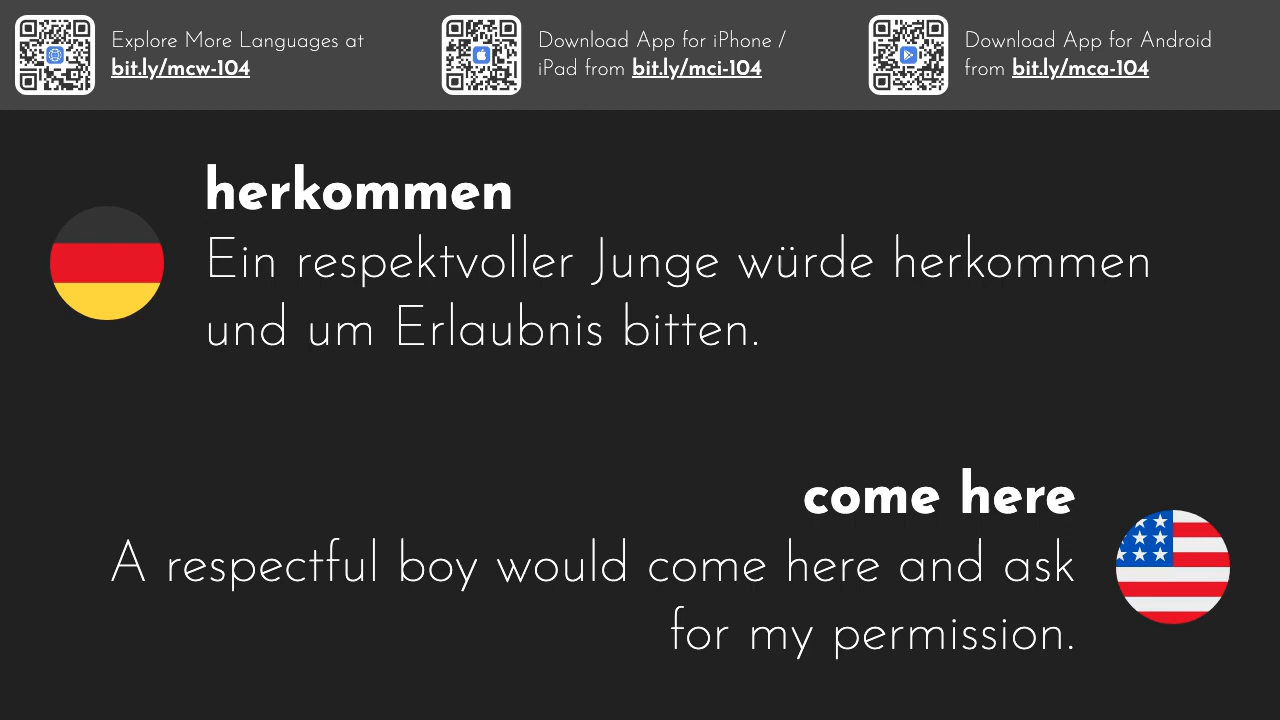 Explore More Languages at
bit.ly/mcw-104
Download App for iPhone /
iPad from bit.ly/mci-104
Download App for Android
from bit.ly/mca-104
herkommen
Ein respektvoller Junge würde herkommen
und um Erlaubnis bitten.
come here
A respectful boy would come here and ask
for my permission.